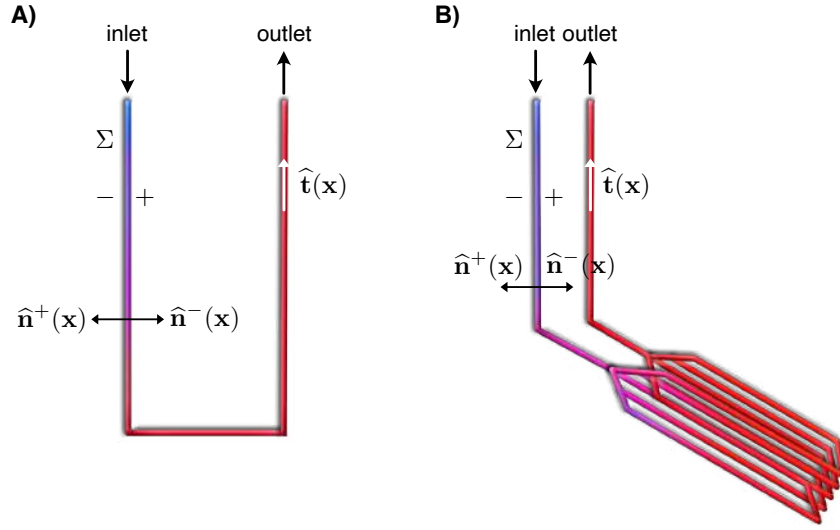 A)
inlet
outlet
Σ
− +
t̂(x)
n̂⁺(x)
n̂⁻(x)
B)
inlet outlet
Σ
− +
t̂(x)
n̂⁺(x) n̂⁻(x)